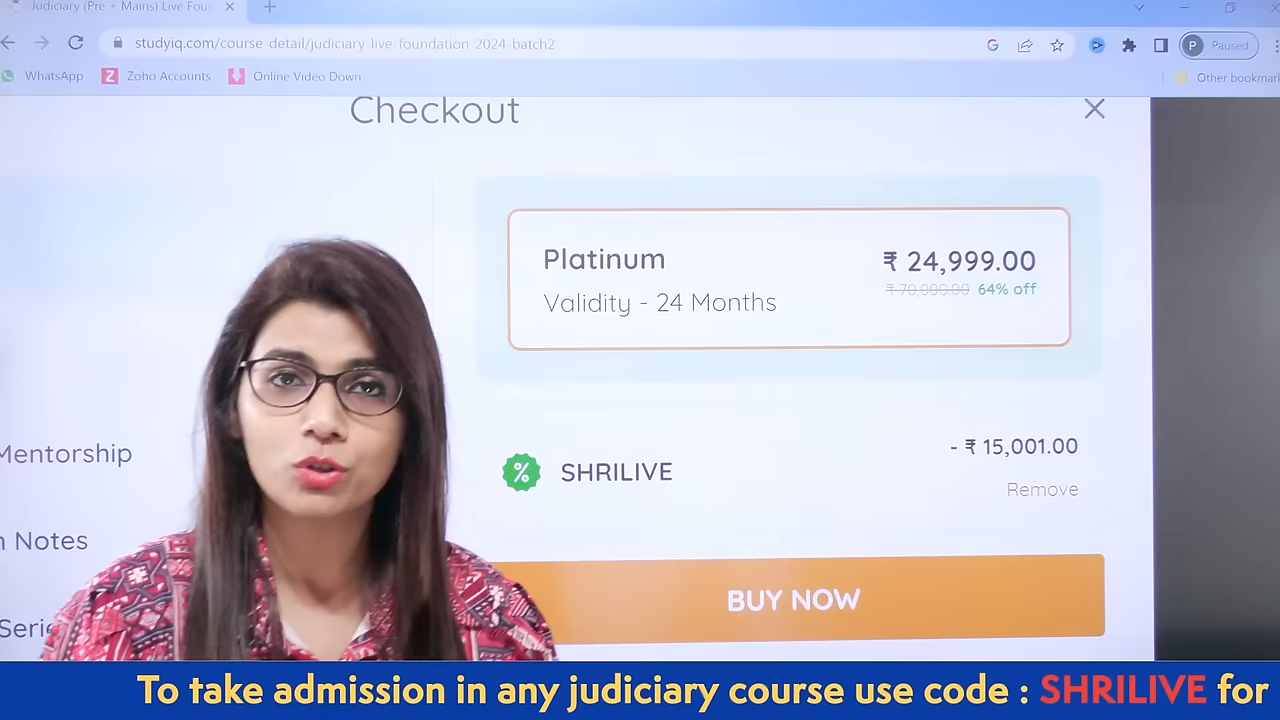 Judiciary (Pre + Mains) Live Foun
studyiq.com/course detail/judiciary live-foundation 2024-batch2
Paused
WhatsApp
Zoho Accounts
Online Video Down
Other bookmark
Checkout
Platinum
₹ 24,999.00
₹ 70,000.00 64% off
Validity - 24 Months
Mentorship
- ₹ 15,001.00
% SHRILIVE
Remove
n Notes
BUY NOW
Serie
To take admission in any judiciary course use code : SHRILIVE for